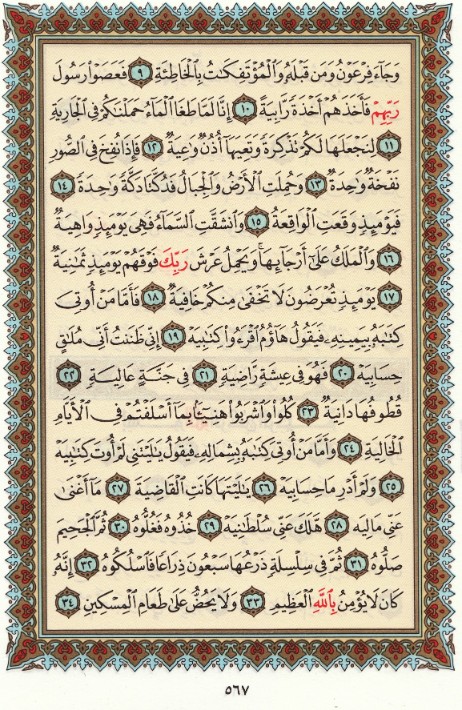 وَجَآءَ فِرْعَوْنُ وَمَن قَبْلَهُۥ وَٱلْمُؤْتَفِكَٰتُ بِٱلْخَاطِئَةِ ٩ فَعَصَوْا۟ رَسُولَ
رَبِّهِمْ فَأَخَذَهُمْ أَخْذَةً رَّابِيَةً ١٠ إِنَّا لَمَّا طَغَا ٱلْمَآءُ حَمَلْنَٰكُمْ فِى ٱلْجَارِيَةِ
١١ لِنَجْعَلَهَا لَكُمْ تَذْكِرَةً وَتَعِيَهَآ أُذُنٌ وَٰعِيَةٌ ١٢ فَإِذَا نُفِخَ فِى ٱلصُّورِ
نَفْخَةٌ وَٰحِدَةٌ ١٣ وَحُمِلَتِ ٱلْأَرْضُ وَٱلْجِبَالُ فَدُكَّتَا دَكَّةً وَٰحِدَةً ١٤
فَيَوْمَئِذٍ وَقَعَتِ ٱلْوَاقِعَةُ ١٥ وَٱنشَقَّتِ ٱلسَّمَآءُ فَهِىَ يَوْمَئِذٍ وَاهِيَةٌ
١٦ وَٱلْمَلَكُ عَلَىٰٓ أَرْجَآئِهَا ۚ وَيَحْمِلُ عَرْشَ رَبِّكَ فَوْقَهُمْ يَوْمَئِذٍ ثَمَٰنِيَةٌ
١٧ يَوْمَئِذٍ تُعْرَضُونَ لَا تَخْفَىٰ مِنكُمْ خَافِيَةٌ ١٨ فَأَمَّا مَنْ أُوتِىَ
كِتَٰبَهُۥ بِيَمِينِهِۦ فَيَقُولُ هَآؤُمُ ٱقْرَءُوا۟ كِتَٰبِيَهْ ١٩ إِنِّى ظَنَنتُ أَنِّى مُلَٰقٍ
حِسَابِيَهْ ٢٠ فَهُوَ فِى عِيشَةٍ رَّاضِيَةٍ ٢١ فِى جَنَّةٍ عَالِيَةٍ ٢٢
قُطُوفُهَا دَانِيَةٌ ٢٣ كُلُوا۟ وَٱشْرَبُوا۟ هَنِيٓـًٔۢا بِمَآ أَسْلَفْتُمْ فِى ٱلْأَيَّامِ
ٱلْخَالِيَةِ ٢٤ وَأَمَّا مَنْ أُوتِىَ كِتَٰبَهُۥ بِشِمَالِهِۦ فَيَقُولُ يَٰلَيْتَنِى لَمْ أُوتَ كِتَٰبِيَهْ
٢٥ وَلَمْ أَدْرِ مَا حِسَابِيَهْ ٢٦ يَٰلَيْتَهَا كَانَتِ ٱلْقَاضِيَةَ ٢٧ مَآ أَغْنَىٰ
عَنِّى مَالِيَهْ ٢٨ هَلَكَ عَنِّى سُلْطَٰنِيَهْ ٢٩ خُذُوهُ فَغُلُّوهُ ٣٠ ثُمَّ ٱلْجَحِيمَ
صَلُّوهُ ٣١ ثُمَّ فِى سِلْسِلَةٍ ذَرْعُهَا سَبْعُونَ ذِرَاعًا فَٱسْلُكُوهُ ٣٢ إِنَّهُۥ
كَانَ لَا يُؤْمِنُ بِٱللَّهِ ٱلْعَظِيمِ ٣٣ وَلَا يَحُضُّ عَلَىٰ طَعَامِ ٱلْمِسْكِينِ ٣٤
٥٦٧